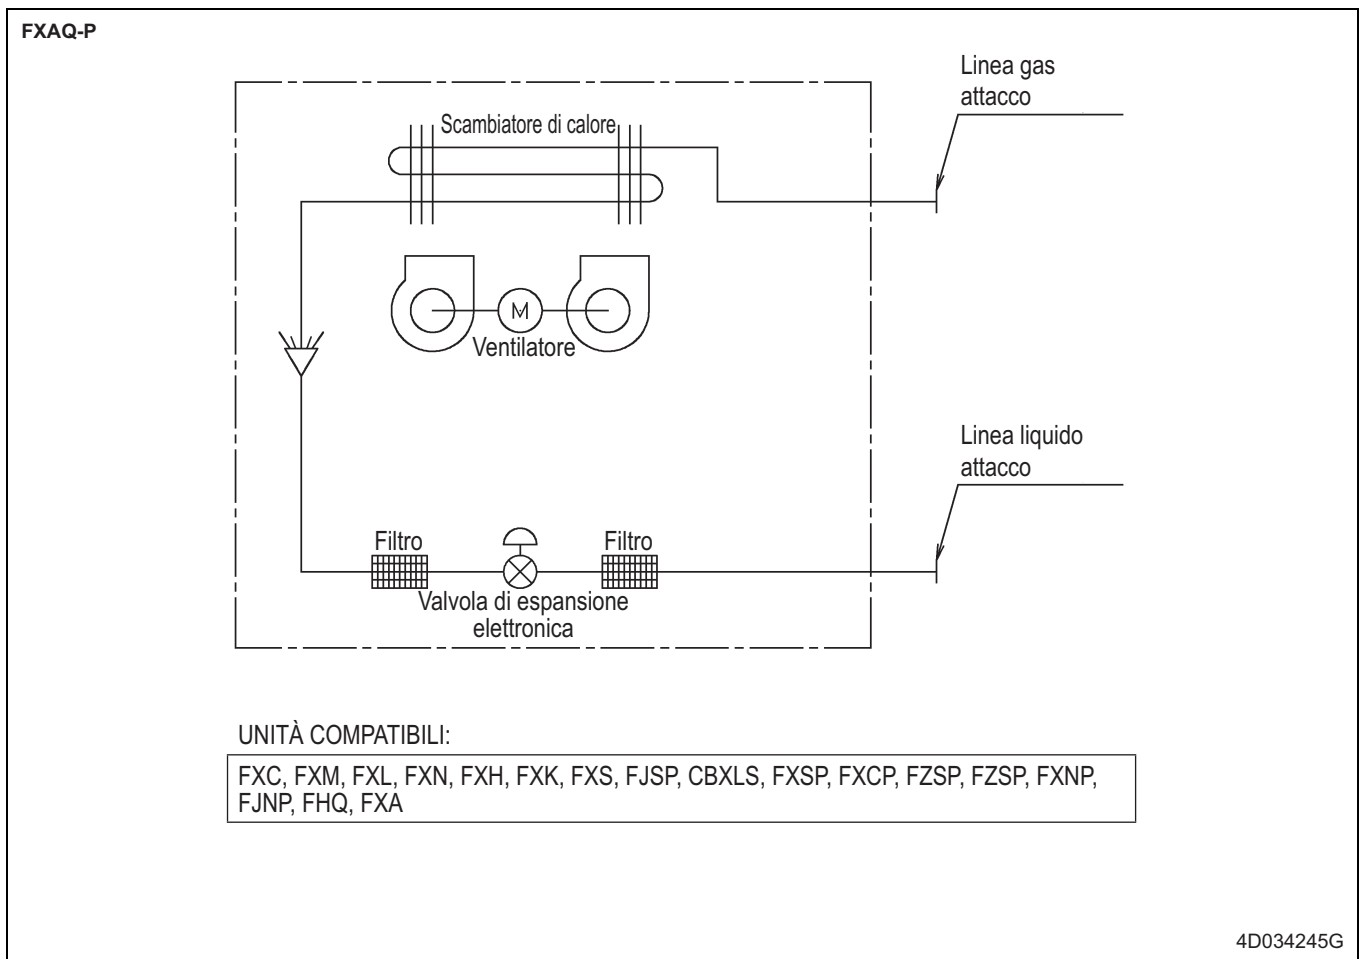 FXAQ-P
Linea gas
attacco
Scambiatore di calore
M
Ventilatore
Linea liquido
attacco
Filtro
Filtro
Valvola di espansione
elettronica
UNITÀ COMPATIBILI:
FXC, FXM, FXL, FXN, FXH, FXK, FXS, FJSP, CBXLS, FXSP, FXCP, FZSP, FZSP, FXNP,
FJNP, FHQ, FXA
4D034245G